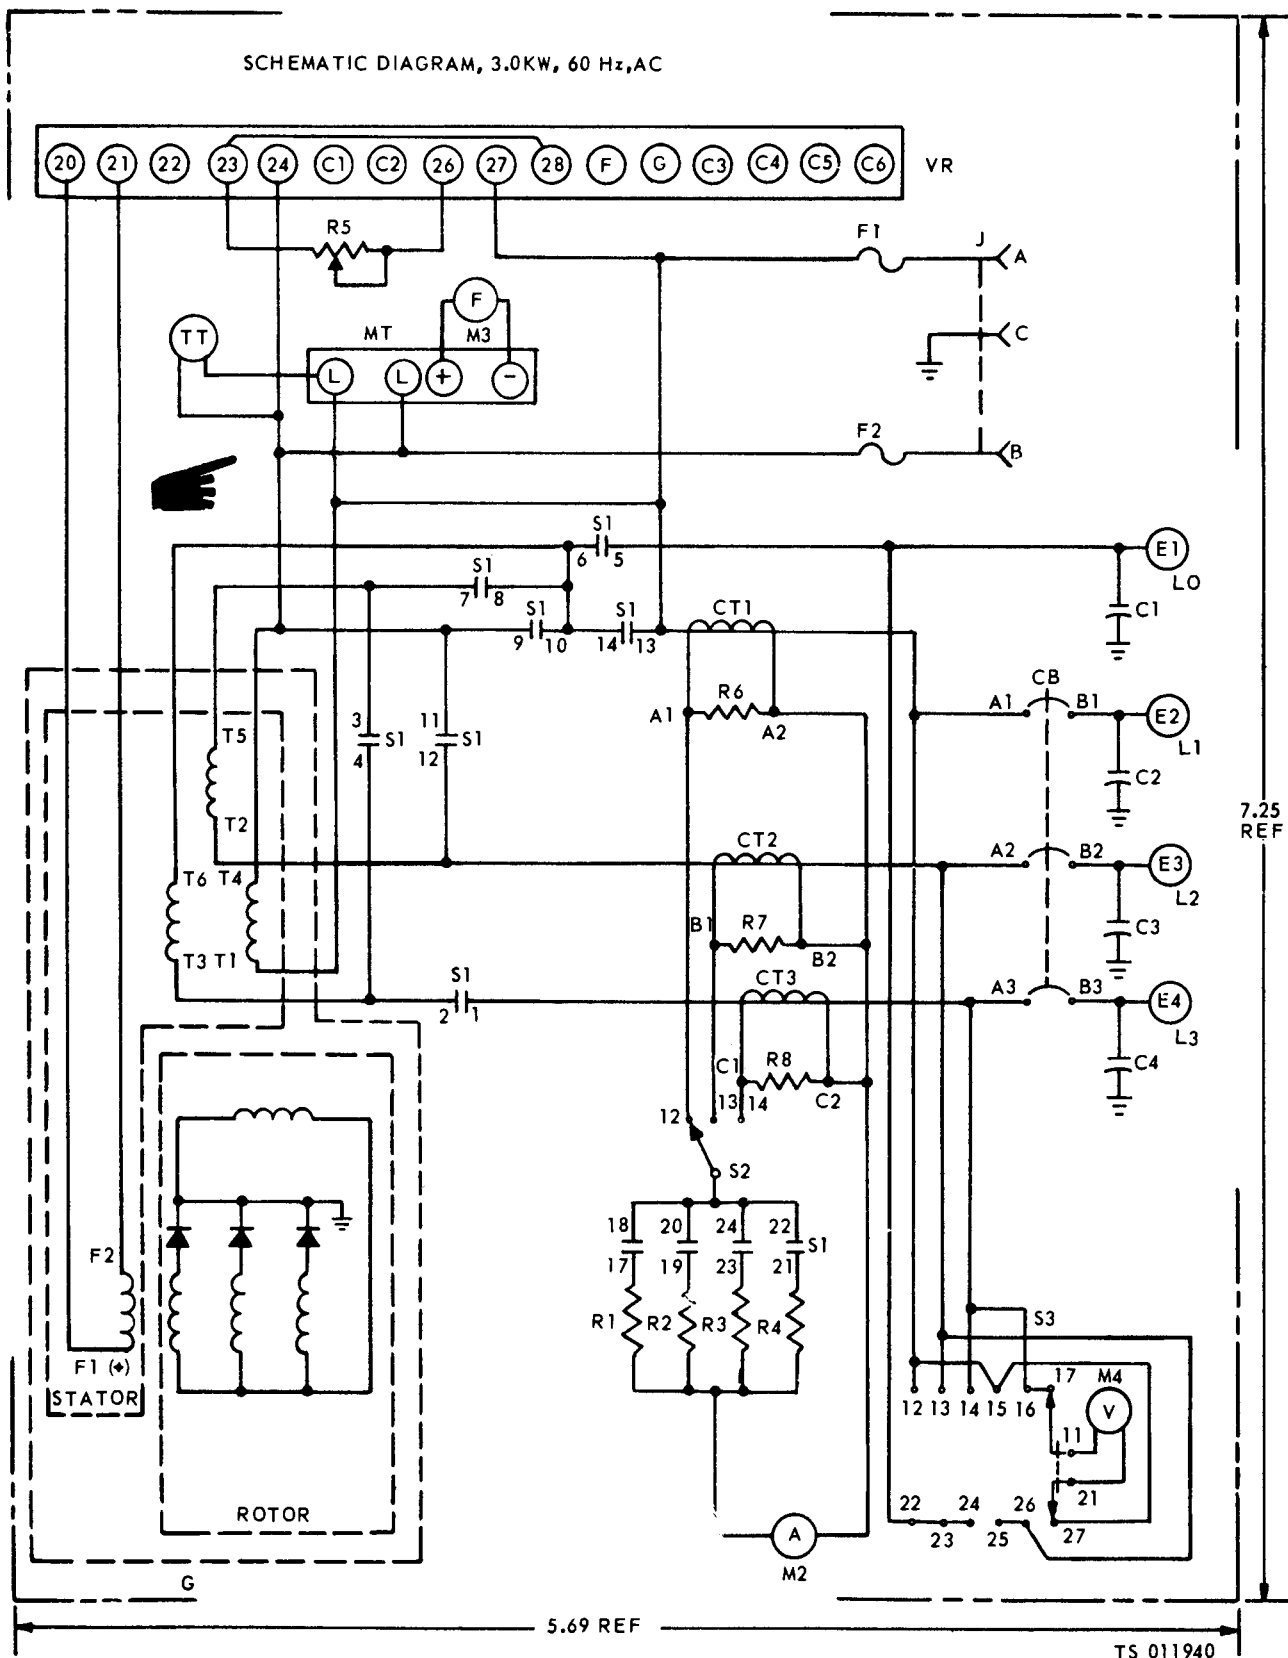 SCHEMATIC DIAGRAM, 3.0KW, 60 Hz,AC
20 21 22 23 24 C1 C2 26 27 28 F G C3 C4 C5 C6 VR
R5
F1
J
A
F
M3
MT
TT
L L + -
C
F2
B
S1
6 5
E1
LO
S1
7 8
S1
9 10
S1
14 13
CT1
C1
R6
A1
A2
CB
A1 B1
E2
L1
3
S1
4
11
S1
12
T5
C2
7.25
REF
T2
CT2
A2 B2
E3
L2
T6 T4
B1
R7
B2
C3
T3 T1
S1
2 1
CT3
A3 B3
E4
L3
C1
R8
C2
C4
12 13 14
S2
18 20 24 22
S1
17 19 23 21
F2
R1 R2 R3 R4
S3
F1 (+)
STATOR
17
M4
V
12 13 14 15 16
11
21
ROTOR
22 24 26
23 25 27
A
M2
G
5.69 REF
TS 011940